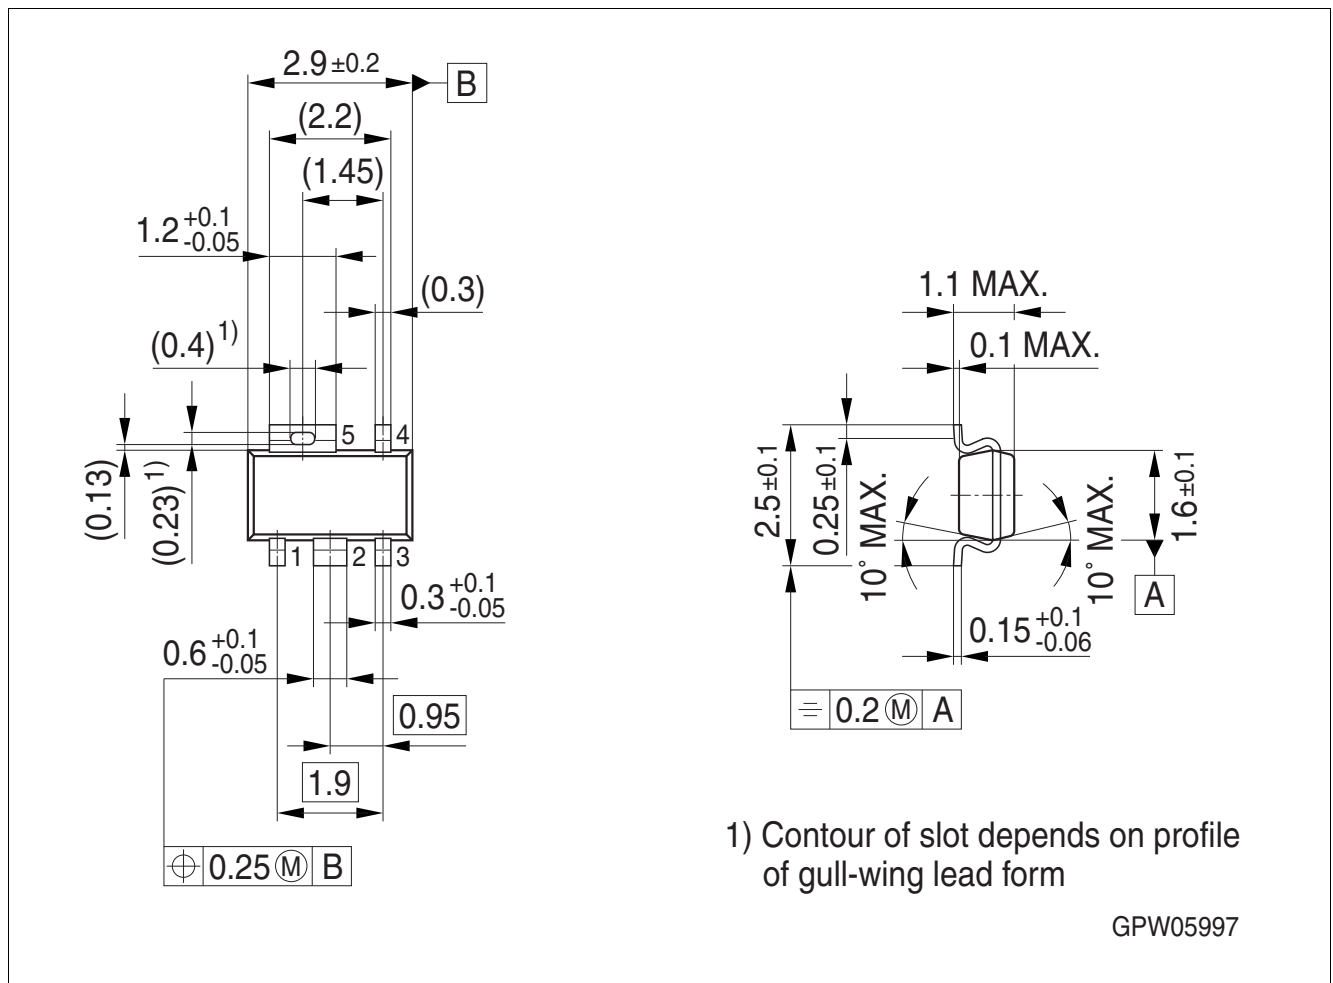 2.9±0.2
B
(2.2)
(1.45)
1.2 +0.1 -0.05
(0.3)
(0.4) 1)
5
4
(0.13)
(0.23) 1)
1
2
3
0.3 +0.1 -0.05
0.6 +0.1 -0.05
0.95
1.9
⌖ 0.25 Ⓜ B
1.1 MAX.
0.1 MAX.
2.5±0.1
0.25±0.1
10° MAX.
10° MAX.
1.6±0.1
A
0.15 +0.1 -0.06
⌯ 0.2 Ⓜ A
1) Contour of slot depends on profile
of gull-wing lead form
GPW05997